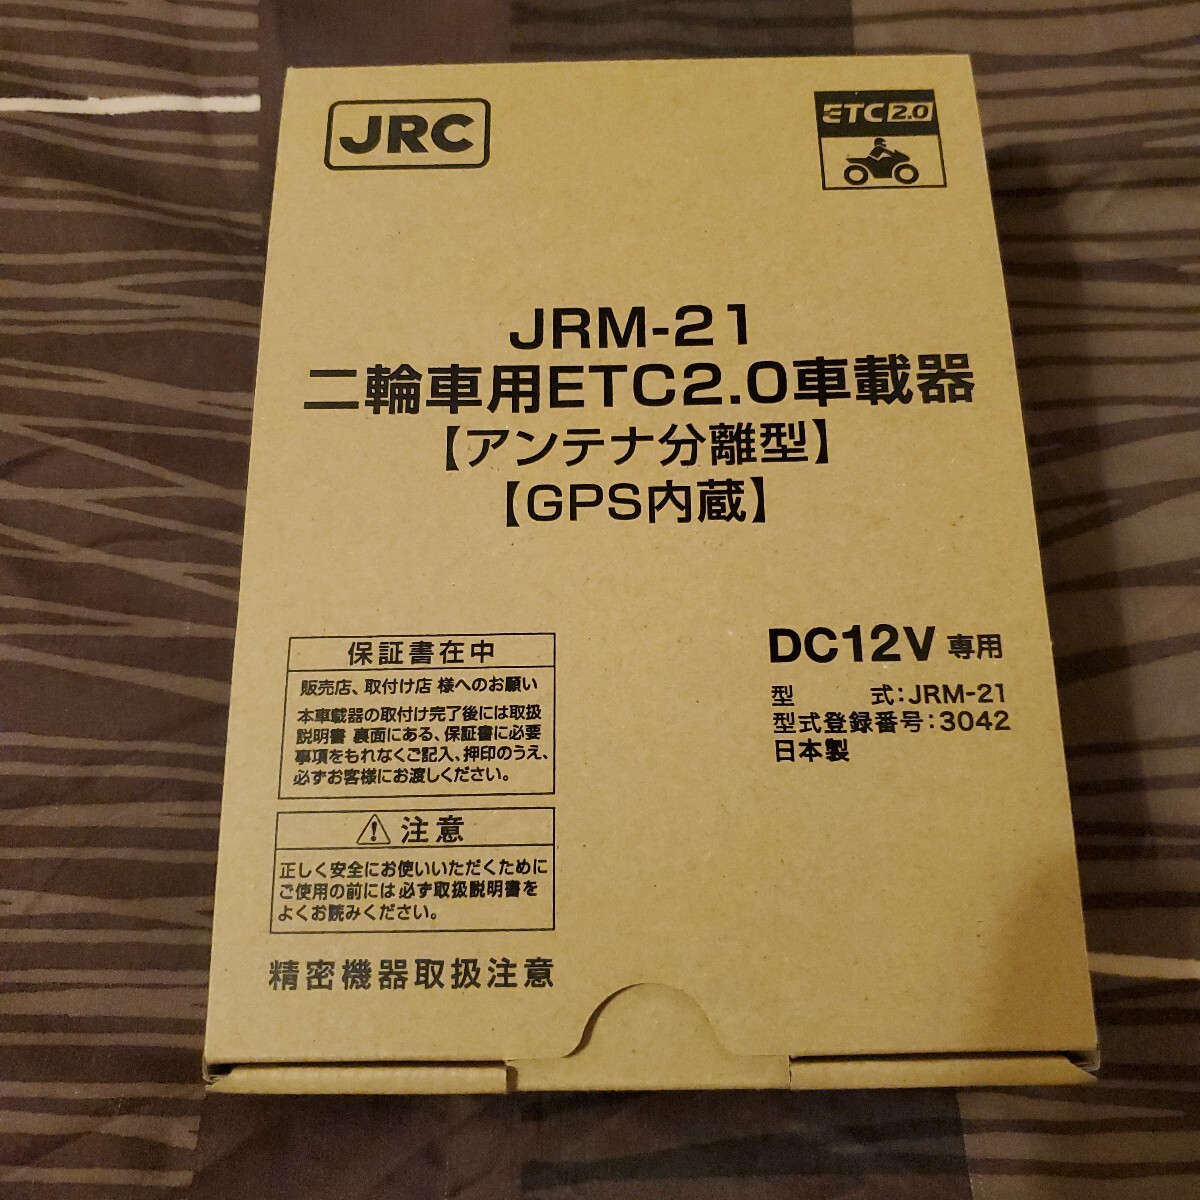 JRC
ETC2.0
JRM-21
二輪車用ETC2.0車載器
【アンテナ分離型】
【GPS内蔵】
保証書在中
販売店、取付け店 様へのお願い
本車載器の取付け完了後には取扱
説明書 裏面にある、保証書に必要
事項をもれなくご記入、押印のうえ、
必ずお客様にお渡しください。
注意
正しく安全にお使いいただくために
ご使用の前には必ず取扱説明書を
よくお読みください。
精密機器取扱注意
DC12V 専用
型 式:JRM-21
型式登録番号:3042
日本製